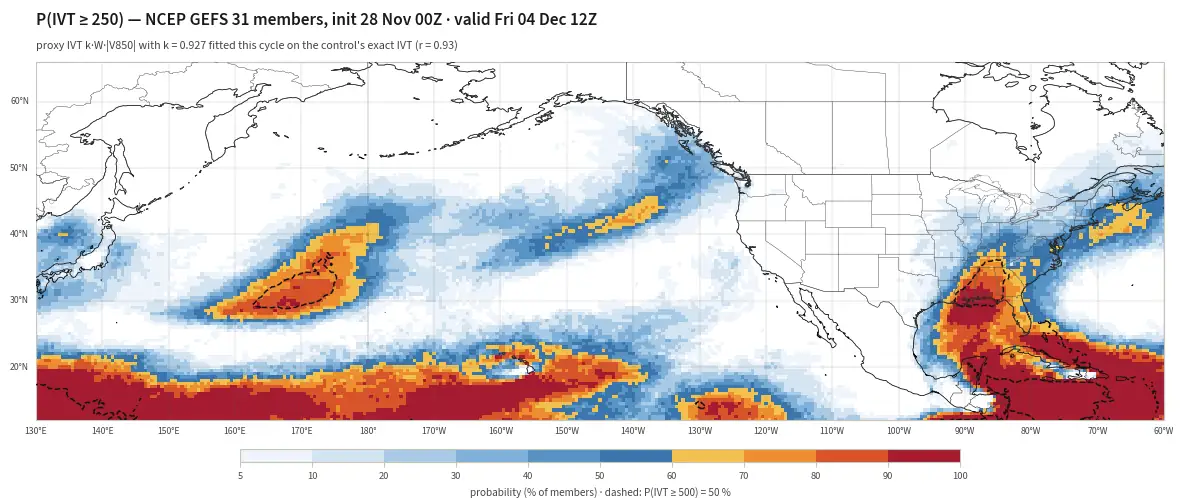 P(IVT ≥ 250) — NCEP GEFS 31 members, init 28 Nov 00Z · valid Fri 04 Dec 12Z
proxy IVT k·W·|V850| with k = 0.927 fitted this cycle on the control's exact IVT (r = 0.93)
60°N
50°N
40°N
30°N
20°N
130°E 140°E 150°E 160°E 170°E 180° 170°W 160°W 150°W 140°W 130°W 120°W 110°W 100°W 90°W 80°W 70°W 60°W
5 10 20 30 40 50 60 70 80 90 100
probability (% of members) · dashed: P(IVT ≥ 500) = 50 %